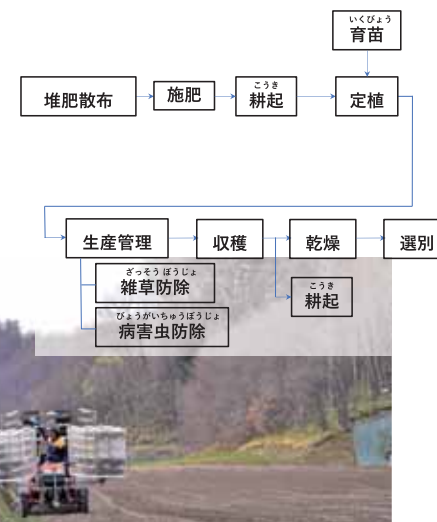 いくびょう
育苗
堆肥散布
施肥
こうき
耕起
定植
生産管理
収穫
乾燥
選別
ざっそう ぼうじょ
雑草防除
こうき
耕起
びょうがいちゅうぼうじょ
病害虫防除